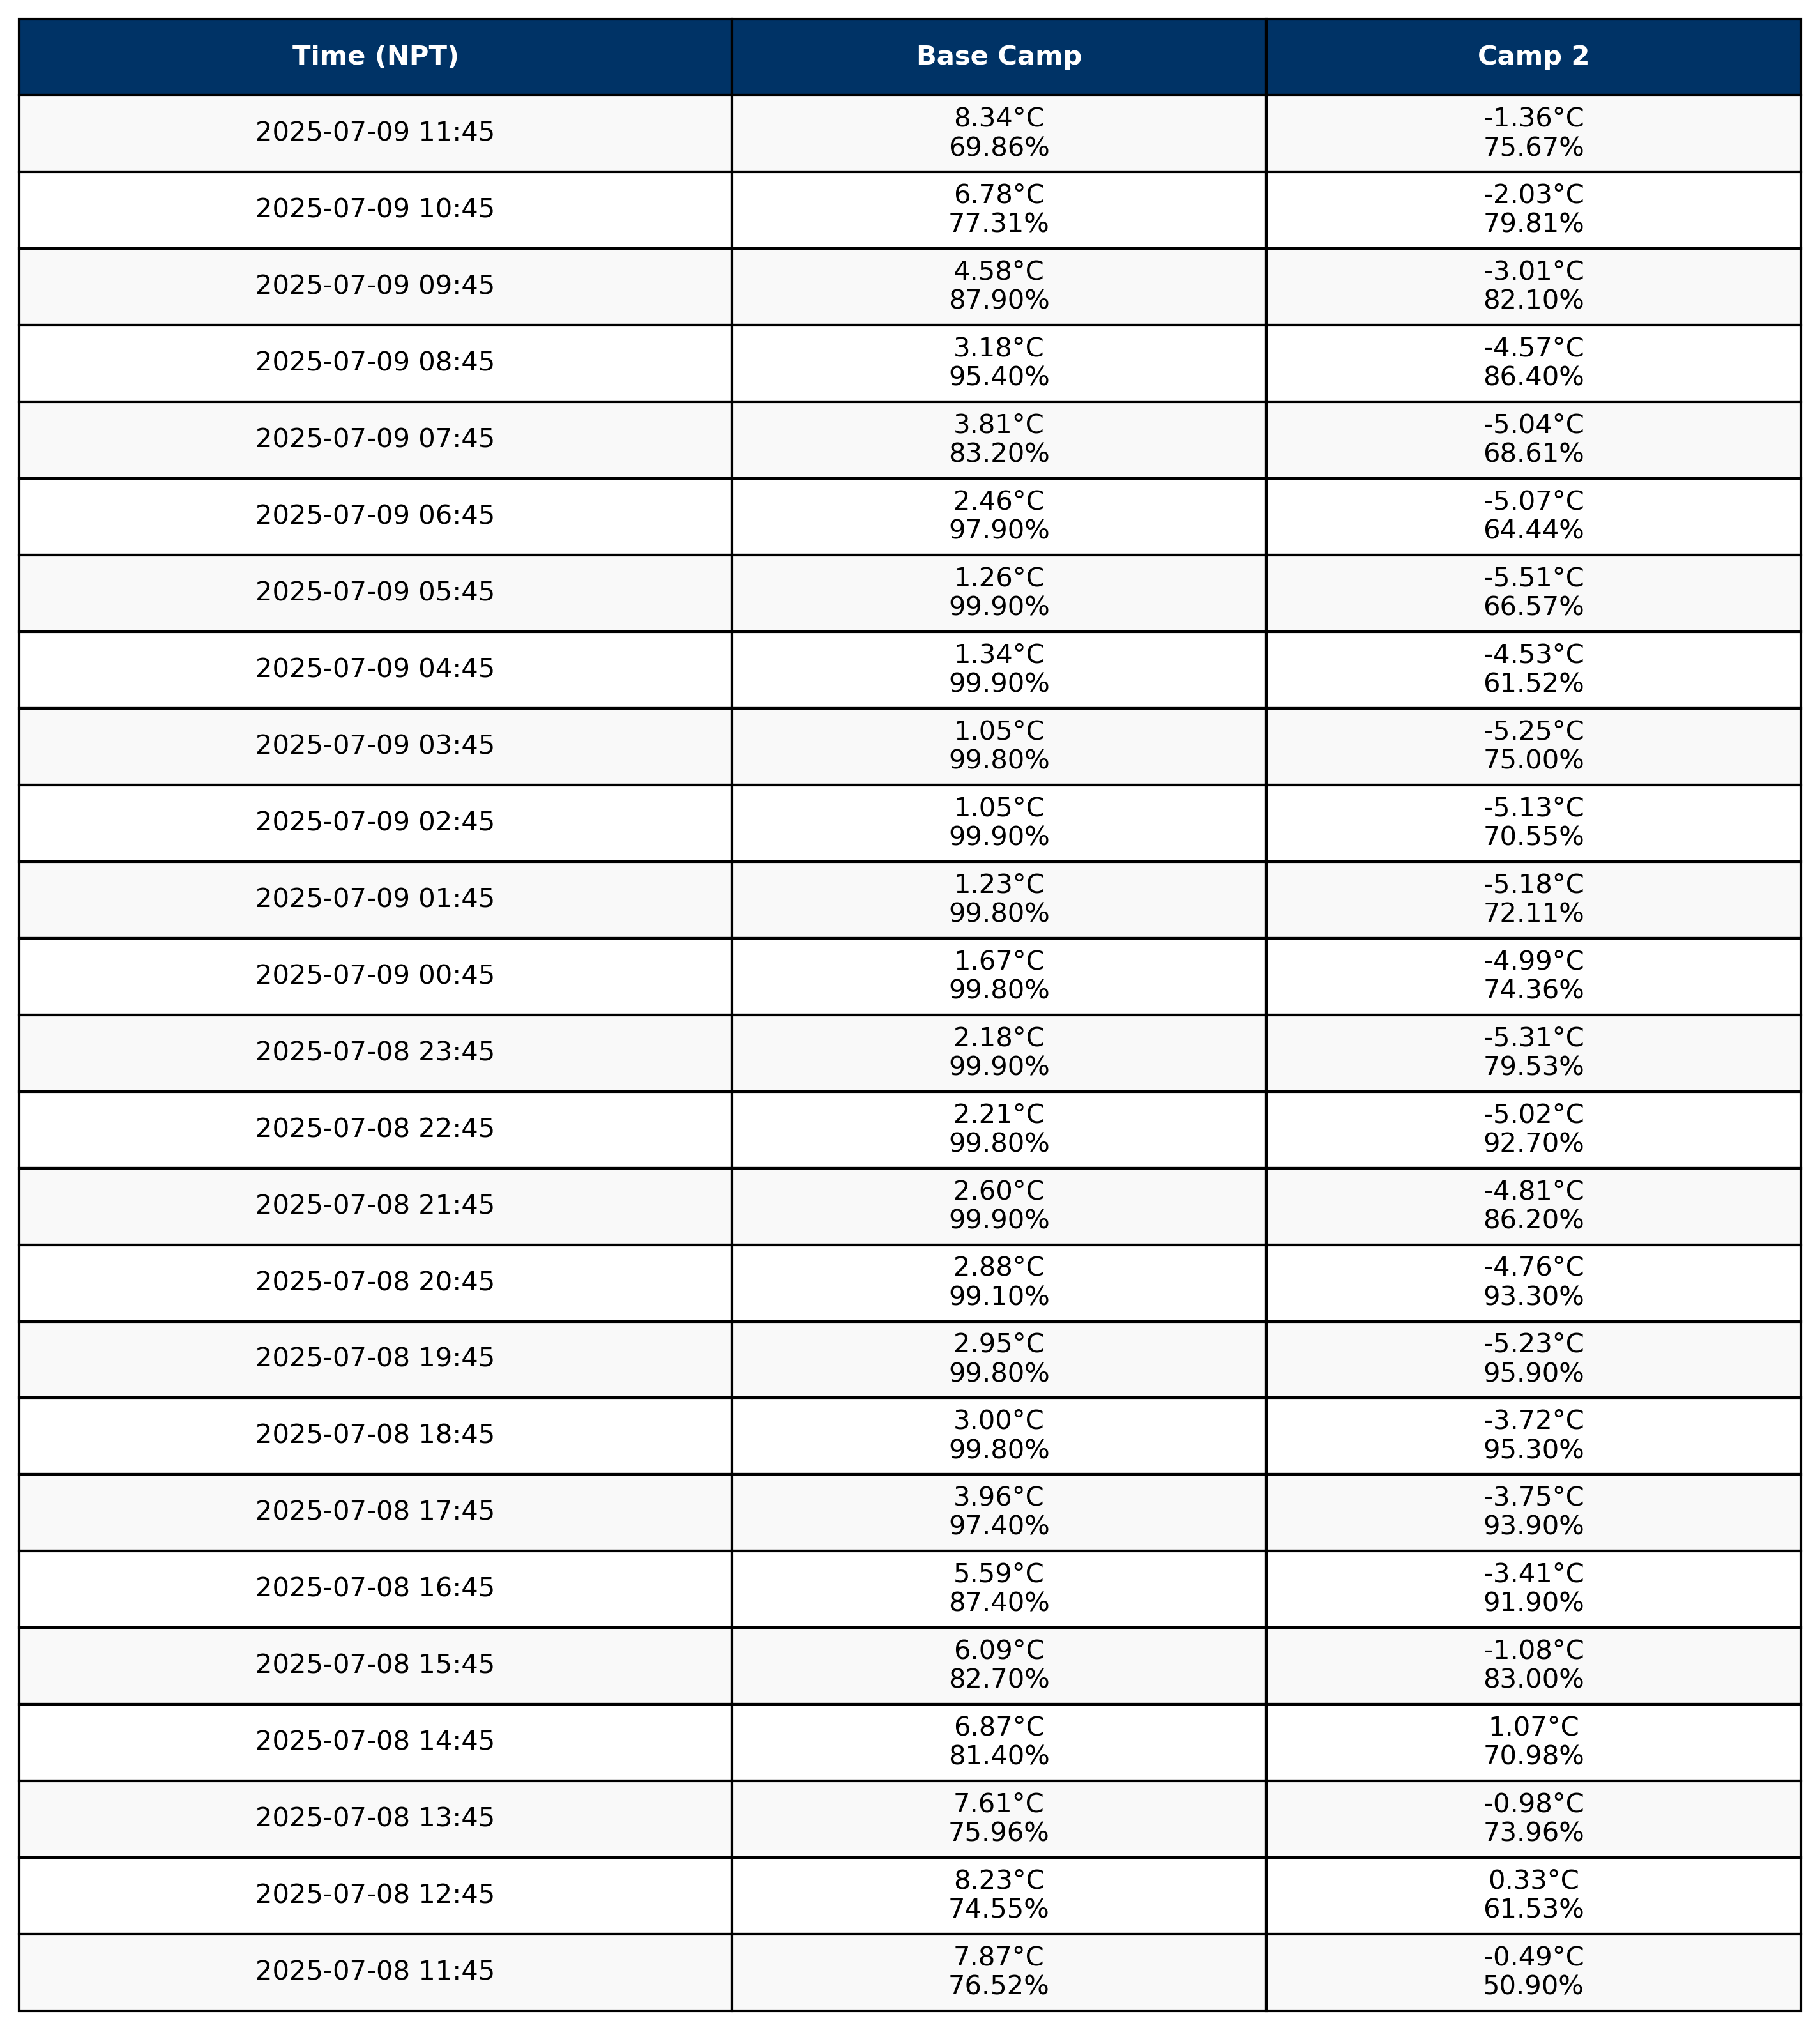 Time (NPT) Base Camp Camp 2
2025-07-09 11:45 8.34°C -1.36°C
69.86% 75.67%
2025-07-09 10:45 6.78°C -2.03°C
77.31% 79.81%
2025-07-09 09:45 4.58°C -3.01°C
87.90% 82.10%
2025-07-09 08:45 3.18°C -4.57°C
95.40% 86.40%
2025-07-09 07:45 3.81°C -5.04°C
83.20% 68.61%
2025-07-09 06:45 2.46°C -5.07°C
97.90% 64.44%
2025-07-09 05:45 1.26°C -5.51°C
99.90% 66.57%
2025-07-09 04:45 1.34°C -4.53°C
99.90% 61.52%
2025-07-09 03:45 1.05°C -5.25°C
99.80% 75.00%
2025-07-09 02:45 1.05°C -5.13°C
99.90% 70.55%
2025-07-09 01:45 1.23°C -5.18°C
99.80% 72.11%
2025-07-09 00:45 1.67°C -4.99°C
99.80% 74.36%
2025-07-08 23:45 2.18°C -5.31°C
99.90% 79.53%
2025-07-08 22:45 2.21°C -5.02°C
99.80% 92.70%
2025-07-08 21:45 2.60°C -4.81°C
99.90% 86.20%
2025-07-08 20:45 2.88°C -4.76°C
99.10% 93.30%
2025-07-08 19:45 2.95°C -5.23°C
99.80% 95.90%
2025-07-08 18:45 3.00°C -3.72°C
99.80% 95.30%
2025-07-08 17:45 3.96°C -3.75°C
97.40% 93.90%
2025-07-08 16:45 5.59°C -3.41°C
87.40% 91.90%
2025-07-08 15:45 6.09°C -1.08°C
82.70% 83.00%
2025-07-08 14:45 6.87°C 1.07°C
81.40% 70.98%
2025-07-08 13:45 7.61°C -0.98°C
75.96% 73.96%
2025-07-08 12:45 8.23°C 0.33°C
74.55% 61.53%
2025-07-08 11:45 7.87°C -0.49°C
76.52% 50.90%